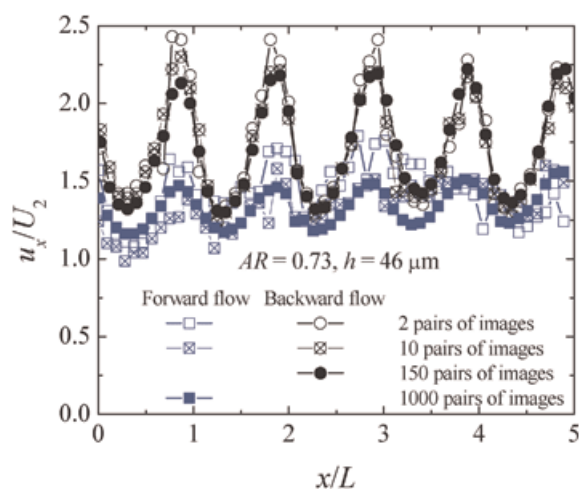 2.5
2.0
1.5
1.0
0.5
0.0
u_x/U_2
AR = 0.73, h = 46 μm
Forward flow Backward flow
2 pairs of images
10 pairs of images
150 pairs of images
1000 pairs of images
0 1 2 3 4 5
x/L